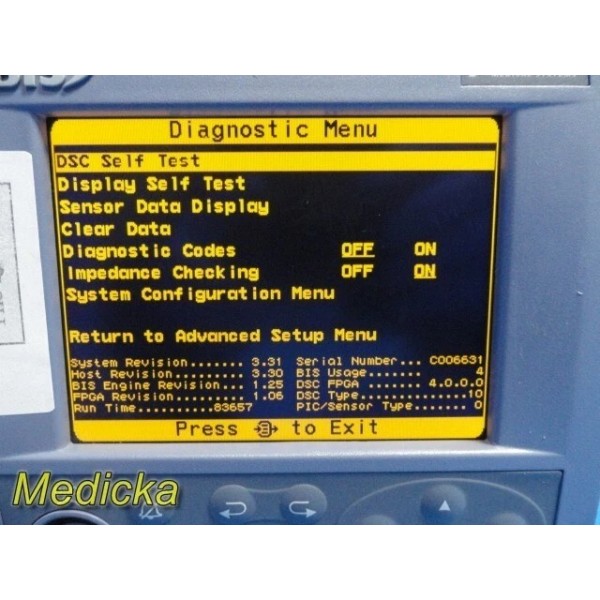 BIS
Diagnostic Menu
DSC Self Test
Display Self Test
Sensor Data Display
Clear Data
Diagnostic Codes OFF ON
Impedance Checking OFF ON
System Configuration Menu
Return to Advanced Setup Menu
System Revision....... 3.31 Serial Number... C006631
Host Revision......... 3.30 BIS Usage....... 4
BIS Engine Revision... 1.25 DSC FPGA ....... 4.0.0.0
FPGA Revision......... 1.06 DSC Type..........10
Run Time..........83657 PIC/Sensor Type..... 0
Press to Exit
Medicka